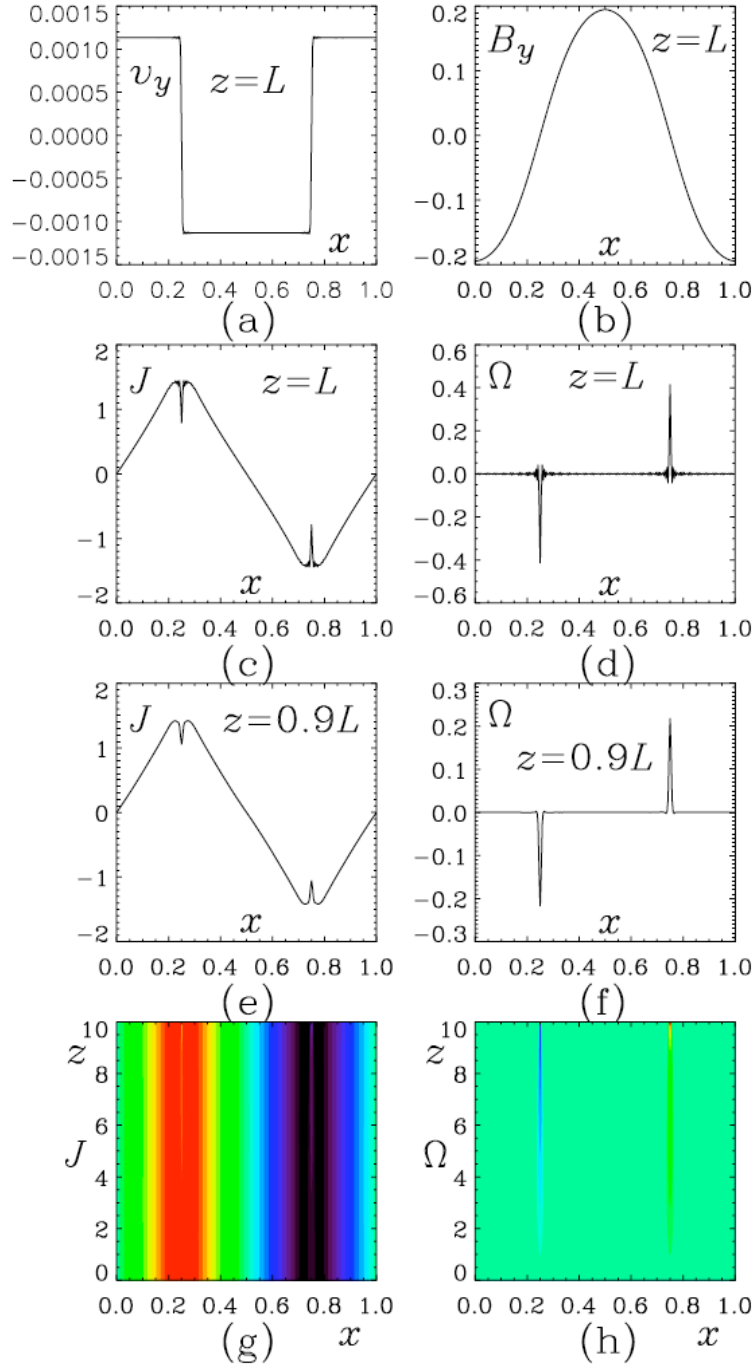 0.0015
0.0010
0.0005
0.0000
−0.0005
−0.0010
−0.0015
v_y
z=L
x
0.0 0.2 0.4 0.6 0.8 1.0
(a)
0.2
0.1
0.0
−0.1
−0.2
B_y
z=L
x
0.0 0.2 0.4 0.6 0.8 1.0
(b)
2
1
0
−1
−2
J
z=L
x
0.0 0.2 0.4 0.6 0.8 1.0
(c)
0.6
0.4
0.2
0.0
−0.2
−0.4
−0.6
Ω
z=L
x
0.0 0.2 0.4 0.6 0.8 1.0
(d)
2
1
0
−1
−2
J
z=0.9L
x
0.0 0.2 0.4 0.6 0.8 1.0
(e)
0.3
0.2
0.1
0.0
−0.1
−0.2
−0.3
Ω
z=0.9L
x
0.0 0.2 0.4 0.6 0.8 1.0
(f)
10
8
6
4
2
0
z
J
0.0 0.2 0.4 0.6 0.8 1.0
(g)
x
10
8
6
4
2
0
z
Ω
0.0 0.2 0.4 0.6 0.8 1.0
(h)
x